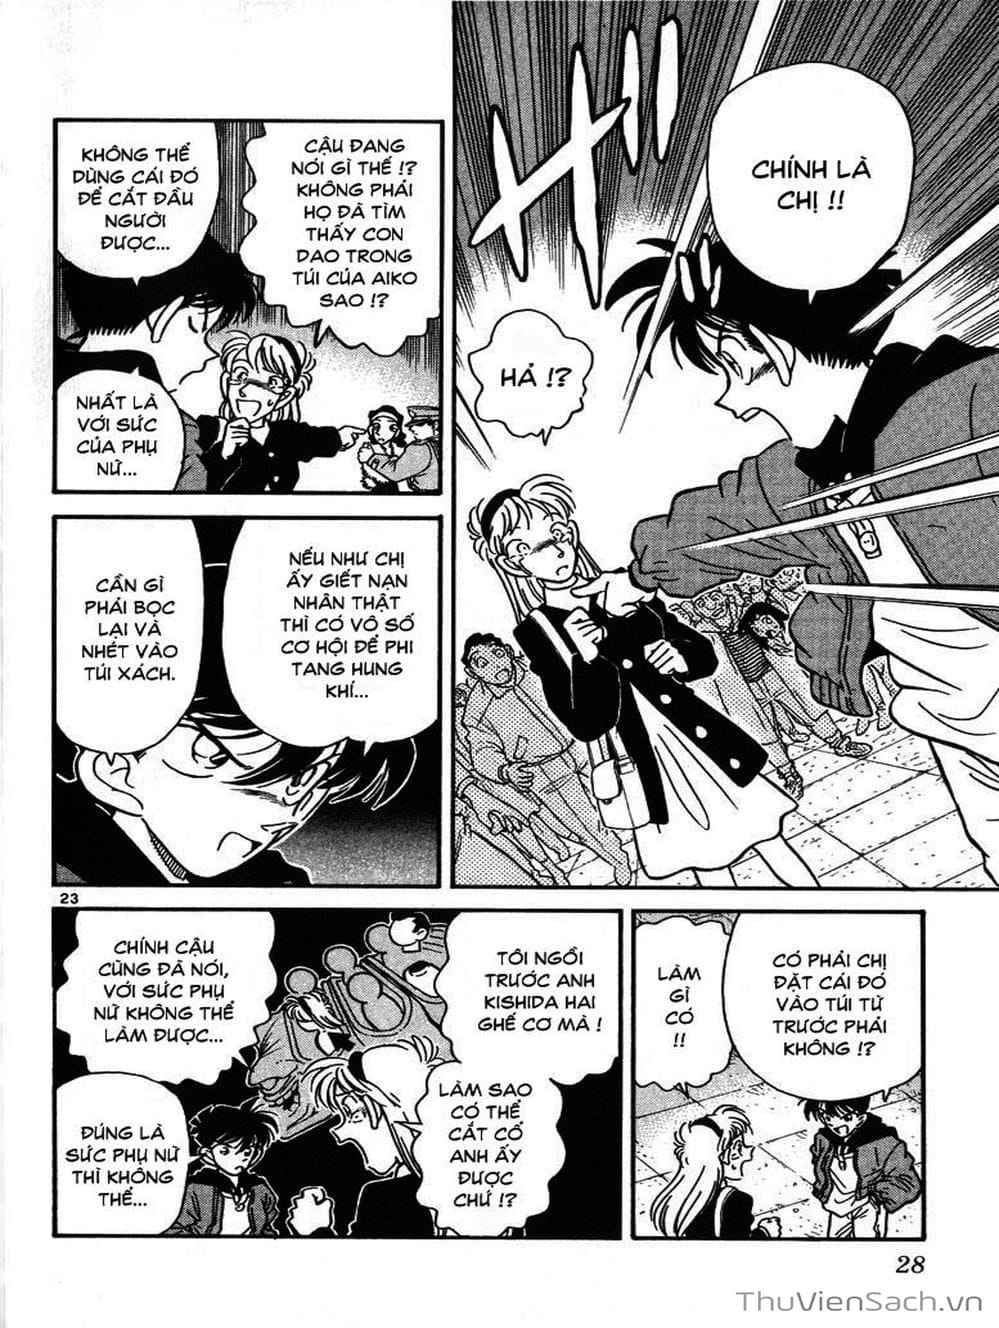 CHÍNH LÀ
CHỊ !!
HẢ !?
CẬU ĐANG
NÓI GÌ THẾ !?
KHÔNG PHẢI
HỌ ĐÃ TÌM
THẤY CON
DAO TRONG
TÚI CỦA AIKO
SAO !?
KHÔNG THỂ
DÙNG CÁI ĐÓ
ĐỂ CẮT ĐẦU
NGƯỜI
ĐƯỢC...
NHẤT LÀ
VỚI SỨC
CỦA PHỤ
NỮ...
NẾU NHƯ CHỊ
ẤY GIẾT NẠN
NHÂN THẬT
THÌ CÓ VÔ SỐ
CƠ HỘI ĐỂ PHI
TANG HUNG
KHÍ...
CẦN GÌ
PHẢI BỌC
LẠI VÀ
NHÉT VÀO
TÚI XÁCH.
23
CÓ PHẢI CHỊ
ĐẶT CÁI ĐÓ
VÀO TÚI TỪ
TRƯỚC PHẢI
KHÔNG !?
LÀM
GÌ
CÓ
!!
TÔI NGỒI
TRƯỚC ANH
KISHIDA HAI
GHẾ CƠ MÀ !
LÀM SAO
CÓ THỂ
CẮT CỔ
ANH ẤY
ĐƯỢC
CHỨ !?
CHÍNH CẬU
CŨNG ĐÃ NÓI,
VỚI SỨC PHỤ
NỮ KHÔNG THỂ
LÀM ĐƯỢC...
ĐÚNG LÀ
SỨC PHỤ NỮ
THÌ KHÔNG
THỂ...
28
ThuVienSach.vn